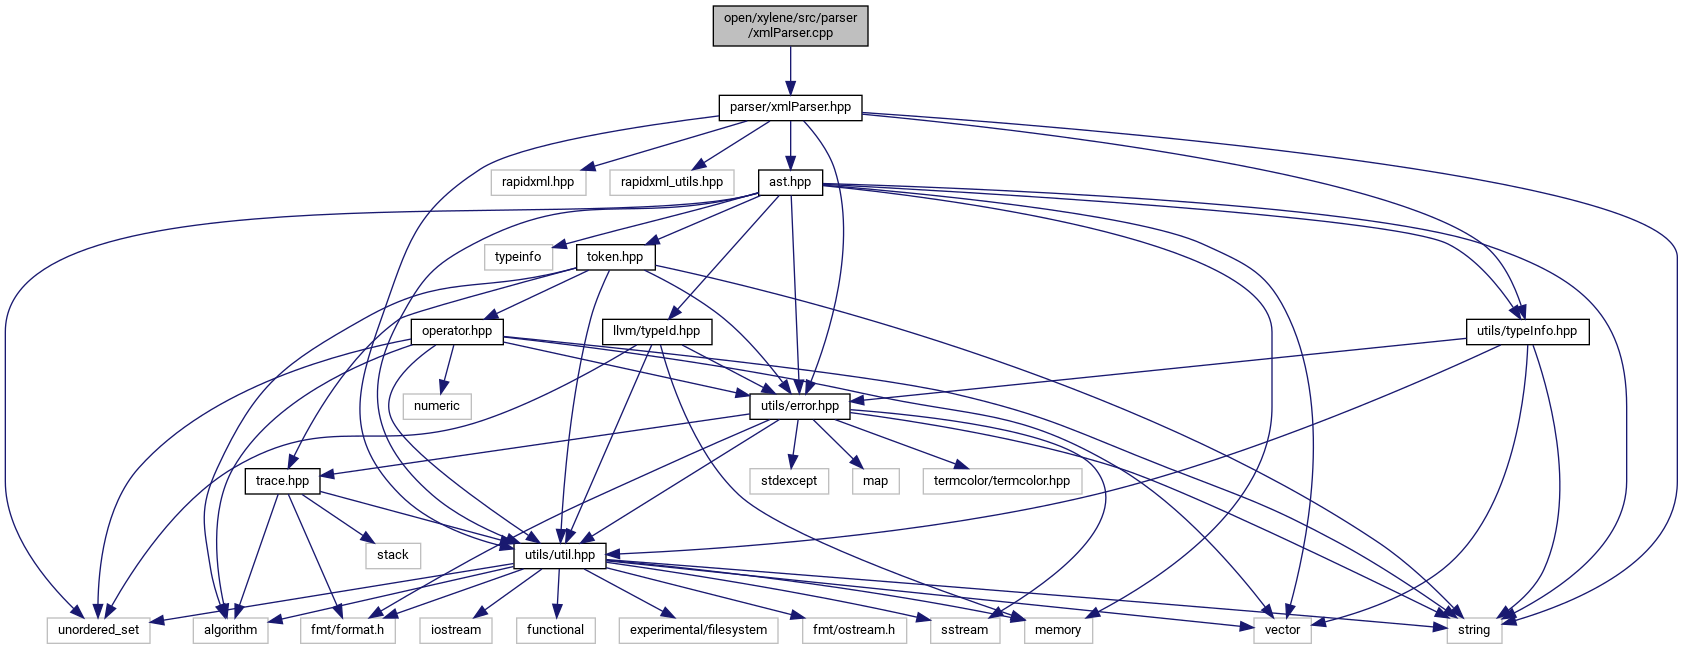 open/xylene/src/parser
/xmlParser.cpp
parser/xmlParser.hpp
rapidxml.hpp
rapidxml_utils.hpp
ast.hpp
typeinfo
token.hpp
operator.hpp
llvm/typeId.hpp
utils/typeInfo.hpp
numeric
utils/error.hpp
trace.hpp
stdexcept
map
termcolor/termcolor.hpp
stack
utils/util.hpp
unordered_set
algorithm
fmt/format.h
iostream
functional
experimental/filesystem
fmt/ostream.h
sstream
memory
vector
string